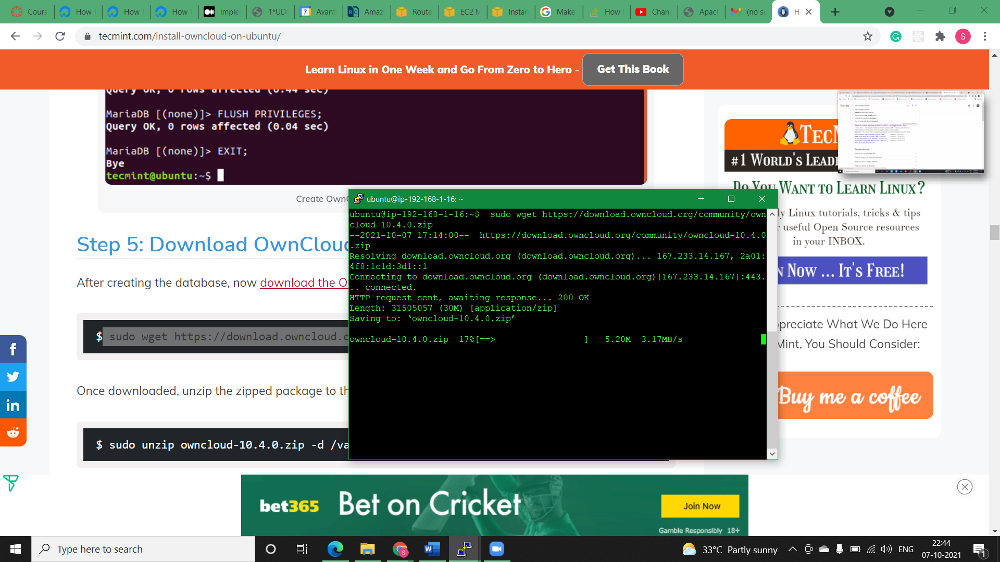 Cours
How T
How T
How T
Imple
1*UD
Avant
Amaz
Route
EC2 M
Instan
Make
How t
Chan
Apac
(no su
H
tecmint.com/install-owncloud-on-ubuntu/
S
Learn Linux in One Week and Go From Zero to Hero - Get This Book
Query OK, 0 rows affected (0.44 sec)
MariaDB [(none)]> FLUSH PRIVILEGES;
Query OK, 0 rows affected (0.04 sec)
MariaDB [(none)]> EXIT;
Bye
tecmint@ubuntu:~$
Create Own
Step 5: Download OwnCloud
After creating the database, now download the O
$ sudo wget https://download.owncloud.o
Once downloaded, unzip the zipped package to th
$ sudo unzip owncloud-10.4.0.zip -d /va
ubuntu@ip-192-168-1-16: ~
ubuntu@ip-192-168-1-16:~$  sudo wget https://download.owncloud.org/community/own
cloud-10.4.0.zip
--2021-10-07 17:14:00--  https://download.owncloud.org/community/owncloud-10.4.0
.zip
Resolving download.owncloud.org (download.owncloud.org)... 167.233.14.167, 2a01:
4f8:1c1d:3d1::1
Connecting to download.owncloud.org (download.owncloud.org)|167.233.14.167|:443.
.. connected.
HTTP request sent, awaiting response... 200 OK
Length: 31505057 (30M) [application/zip]
Saving to: ‘owncloud-10.4.0.zip’
owncloud-10.4.0.zip  17%[==>                 ]   5.20M  3.17MB/s
TECM
#1 WORLD'S LEADI
DO YOU WANT TO LEARN LINUX?
ly Linux tutorials, tricks & tips
r useful Open Source resources
in your INBOX.
N NOW ... IT'S FREE!
preciate What We Do Here
Mint, You Should Consider:
Buy me a coffee
bet365
Bet on Cricket
Join Now
Gamble Responsibly 18+
Type here to search
33°C Partly sunny
ENG
22:44
07-10-2021
1